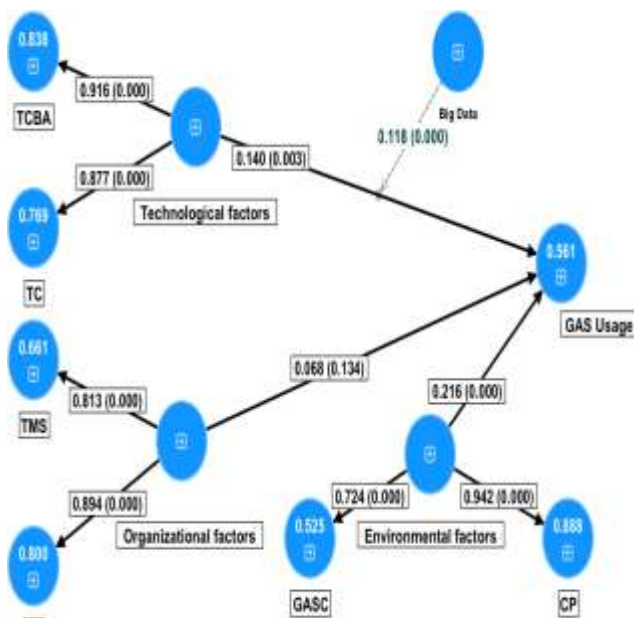 0.838
TCBA
0.916 (0.000)
Big Data
0.118 (0.000)
0.140 (0.003)
0.877 (0.000)
Technological factors
0.769
TC
0.561
GAS Usage
0.661
TMS
0.068 (0.134)
0.813 (0.000)
0.216 (0.000)
0.894 (0.000)
0.724 (0.000)
0.942 (0.000)
Organizational factors
Environmental factors
0.800
0.525
GASC
0.888
CP